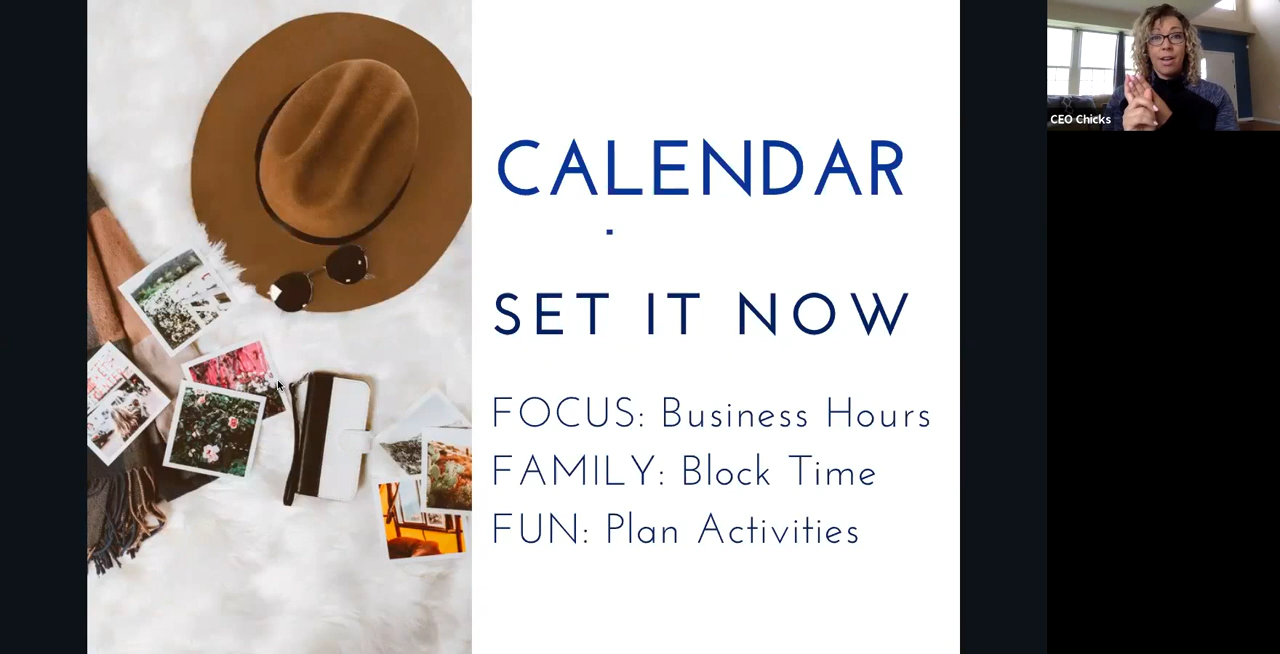 CALENDAR
SET IT NOW
FOCUS: Business Hours
FAMILY: Block Time
FUN: Plan Activities
CEO Chicks